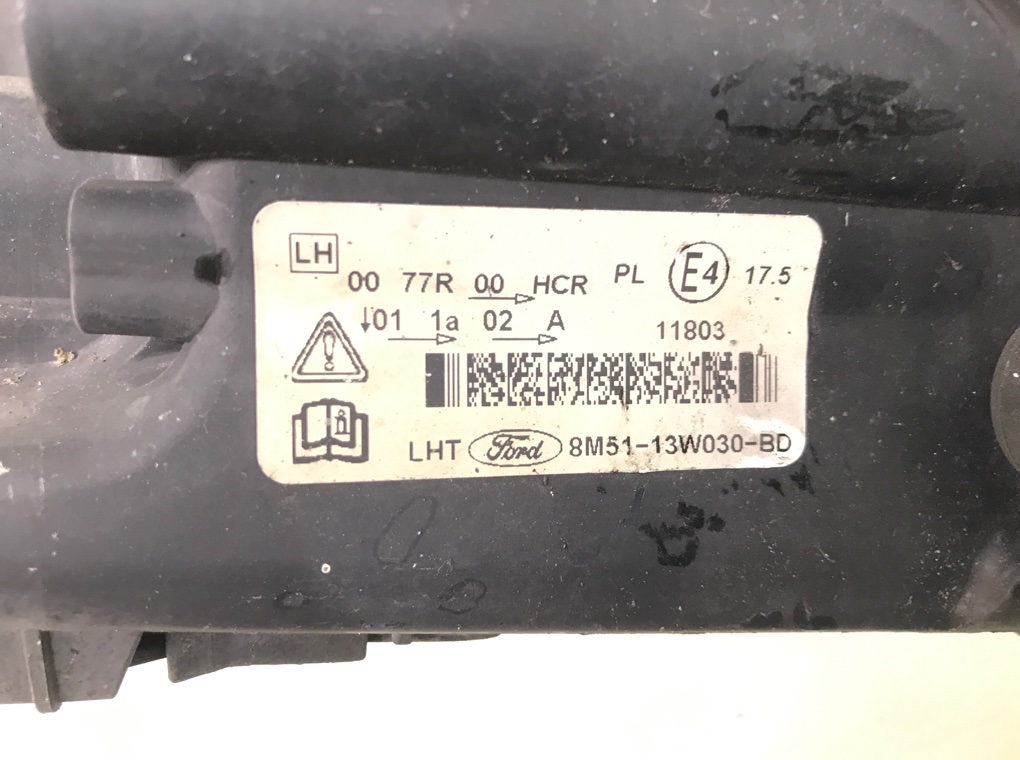 LH
00 77R 00 HCR PL E4 17.5
↓01 1a 02 A 11803
LHT Ford 8M51-13W030-BD